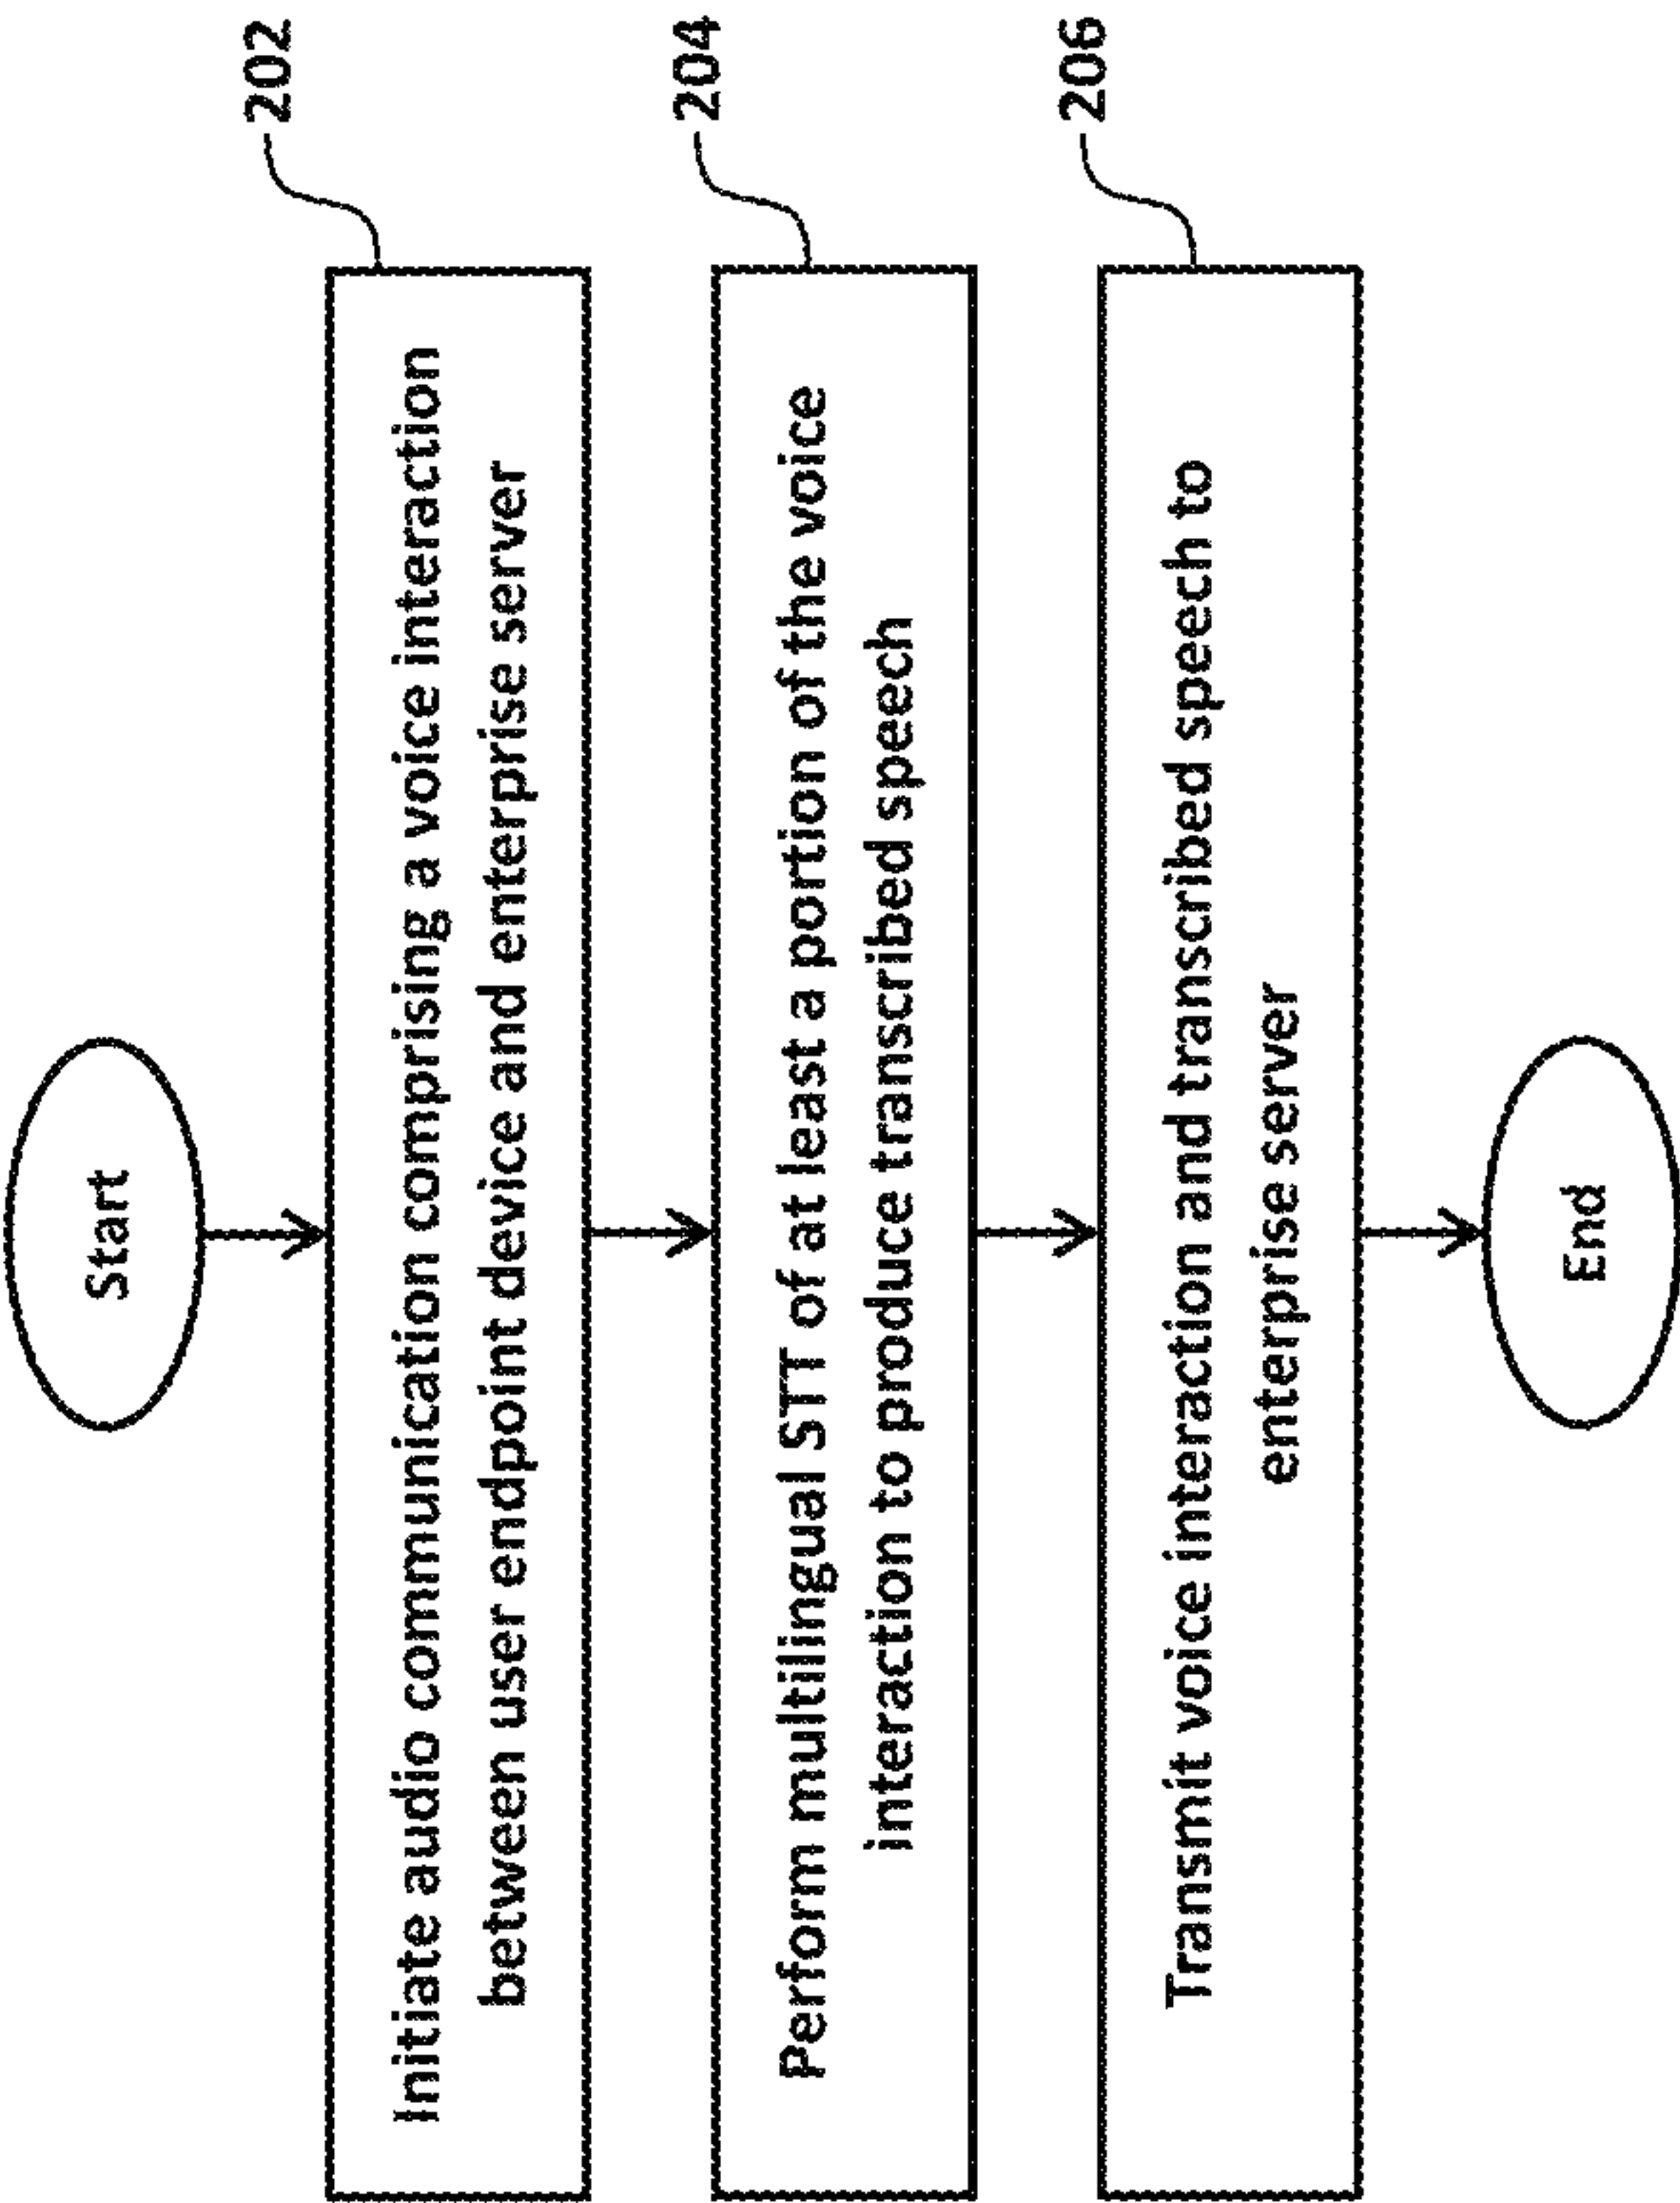 Start
202
Initiate audio communication comprising a voice interaction
between user endpoint device and enterprise server
204
Perform multilingual STT of at least a portion of the voice
interaction to produce transcribed speech
206
Transmit voice interaction and transcribed speech to
enterprise server
End